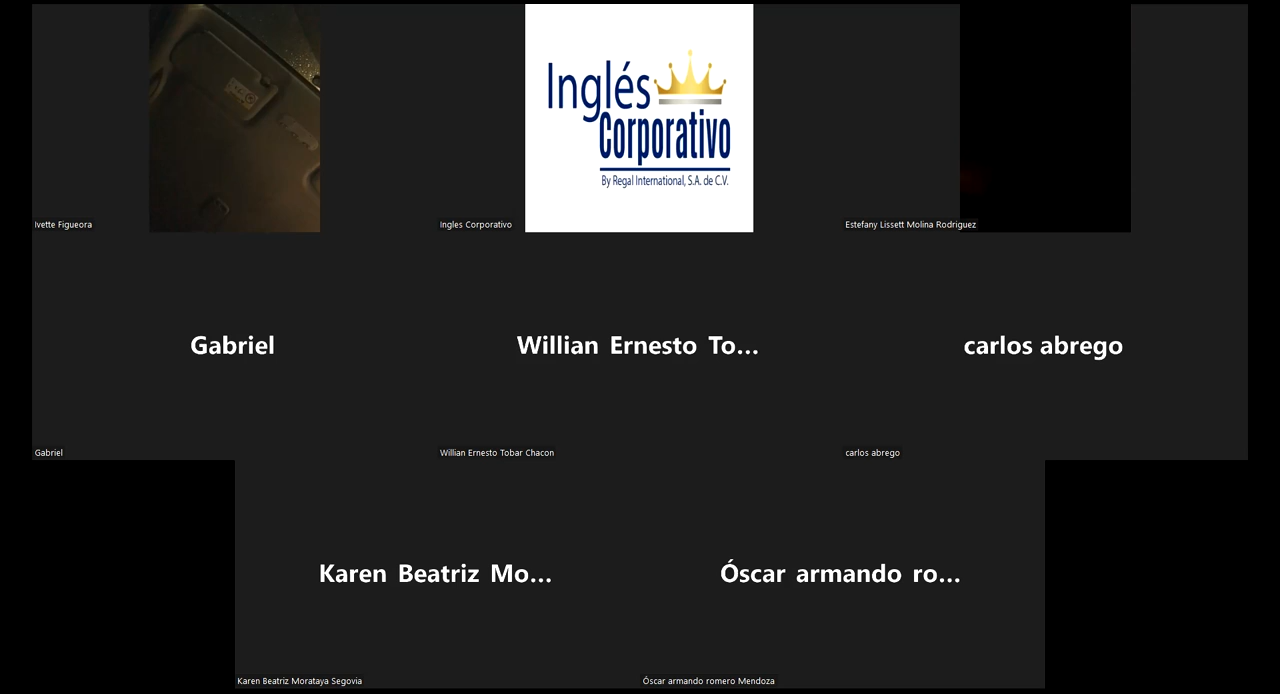 Inglés
Corporativo
By Regal International, S.A. de C.V.
Ivette Figueora
Ingles Corporativo
Estefany Lissett Molina Rodriguez
Gabriel
Willian Ernesto To...
carlos abrego
Gabriel
Willian Ernesto Tobar Chacon
carlos abrego
Karen Beatriz Mo...
Óscar armando ro...
Karen Beatriz Morataya Segovia
Óscar armando romero Mendoza